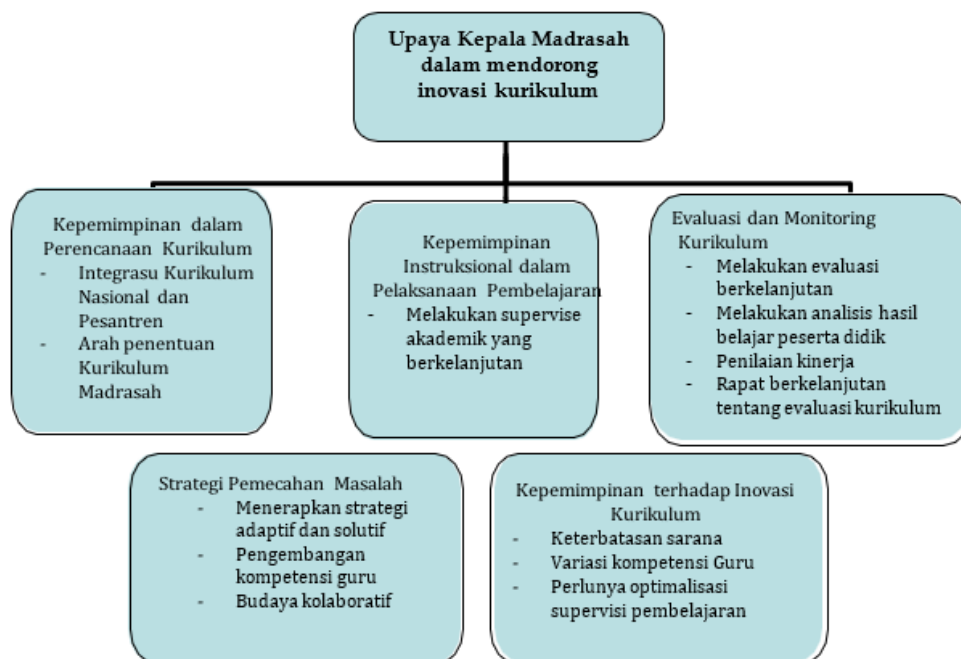 Upaya Kepala Madrasah
dalam mendorong
inovasi kurikulum
Kepemimpinan dalam
Perencanaan Kurikulum
- Integrasu Kurikulum
Nasional dan
Pesantren
- Arah penentuan
Kurikulum
Madrasah
Kepemimpinan
Instruksional dalam
Pelaksanaan Pembelajaran
- Melakukan supervise
akademik yang
berkelanjutan
Evaluasi dan Monitoring
Kurikulum
- Melakukan evaluasi
berkelanjutan
- Melakukan analisis hasil
belajar peserta didik
- Penilaian kinerja
- Rapat berkelanjutan
tentang evaluasi kurikulum
Strategi Pemecahan Masalah
- Menerapkan strategi
adaptif dan solutif
- Pengembangan
kompetensi guru
- Budaya kolaboratif
Kepemimpinan terhadap Inovasi
Kurikulum
- Keterbatasan sarana
- Variasi kompetensi Guru
- Perlunya optimalisasi
supervisi pembelajaran